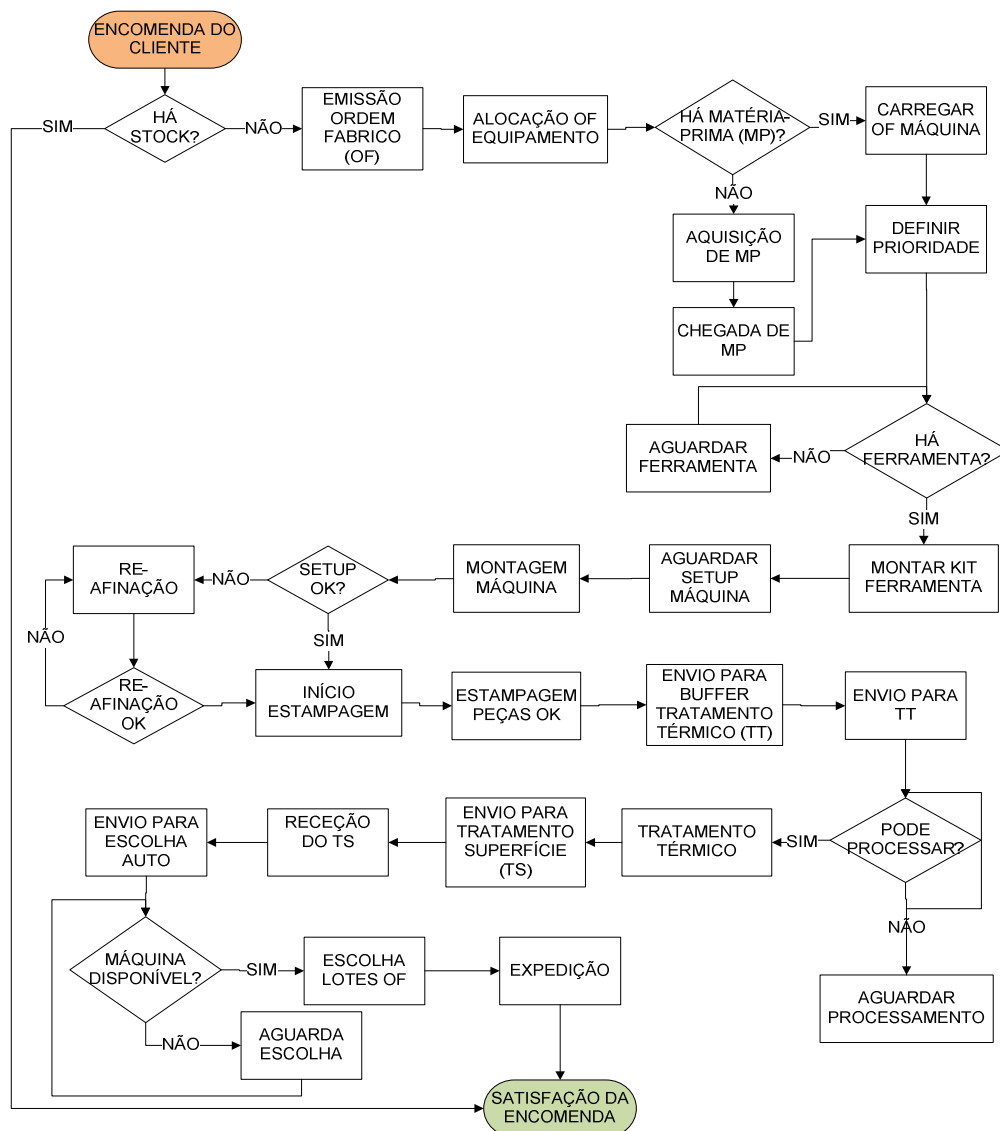 ENCOMENDA DO
CLIENTE
HÁ
STOCK?
SIM
NÃO
EMISSÃO
ORDEM
FABRICO
(OF)
ALOCAÇÃO OF
EQUIPAMENTO
HÁ MATÉRIA-
PRIMA (MP)?
SIM
CARREGAR
OF MÁQUINA
NÃO
AQUISIÇÃO
DE MP
DEFINIR
PRIORIDADE
CHEGADA DE
MP
HÁ
FERRAMENTA?
NÃO
AGUARDAR
FERRAMENTA
SIM
MONTAR KIT
FERRAMENTA
AGUARDAR
SETUP
MÁQUINA
MONTAGEM
MÁQUINA
SETUP
OK?
NÃO
RE-
AFINAÇÃO
SIM
NÃO
RE-
AFINAÇÃO
OK
INÍCIO
ESTAMPAGEM
ESTAMPAGEM
PEÇAS OK
ENVIO PARA
BUFFER
TRATAMENTO
TÉRMICO (TT)
ENVIO PARA
TT
PODE
PROCESSAR?
SIM
NÃO
AGUARDAR
PROCESSAMENTO
TRATAMENTO
TÉRMICO
ENVIO PARA
TRATAMENTO
SUPERFÍCIE
(TS)
RECEÇÃO
DO TS
ENVIO PARA
ESCOLHA
AUTO
MÁQUINA
DISPONÍVEL?
SIM
ESCOLHA
LOTES OF
EXPEDIÇÃO
NÃO
AGUARDA
ESCOLHA
SATISFAÇÃO DA
ENCOMENDA